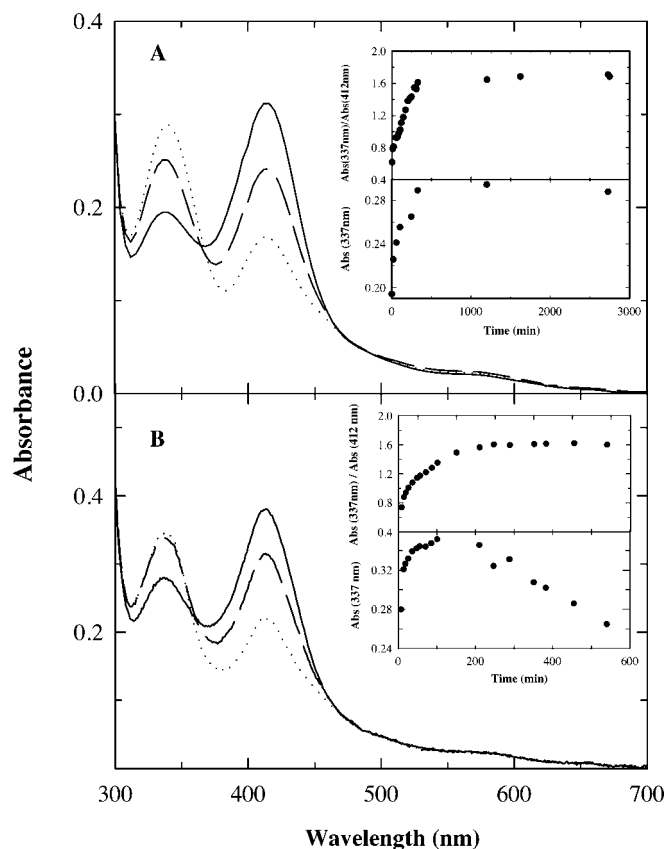 0.4
A
2.0
1.6
1.2
0.8
0.4
Abs(337nm)/Abs(412nm)
0.28
0.24
0.20
Abs (337nm)
0 1000 2000 3000
Time (min)
0.2
0.0
Absorbance
B
2.0
1.6
1.2
0.8
0.4
Abs (337nm) / Abs (412 nm)
0.32
0.28
0.24
Abs (337 nm)
0 200 400 600
Time (min)
0.4
0.2
300 400 500 600 700
Wavelength (nm)